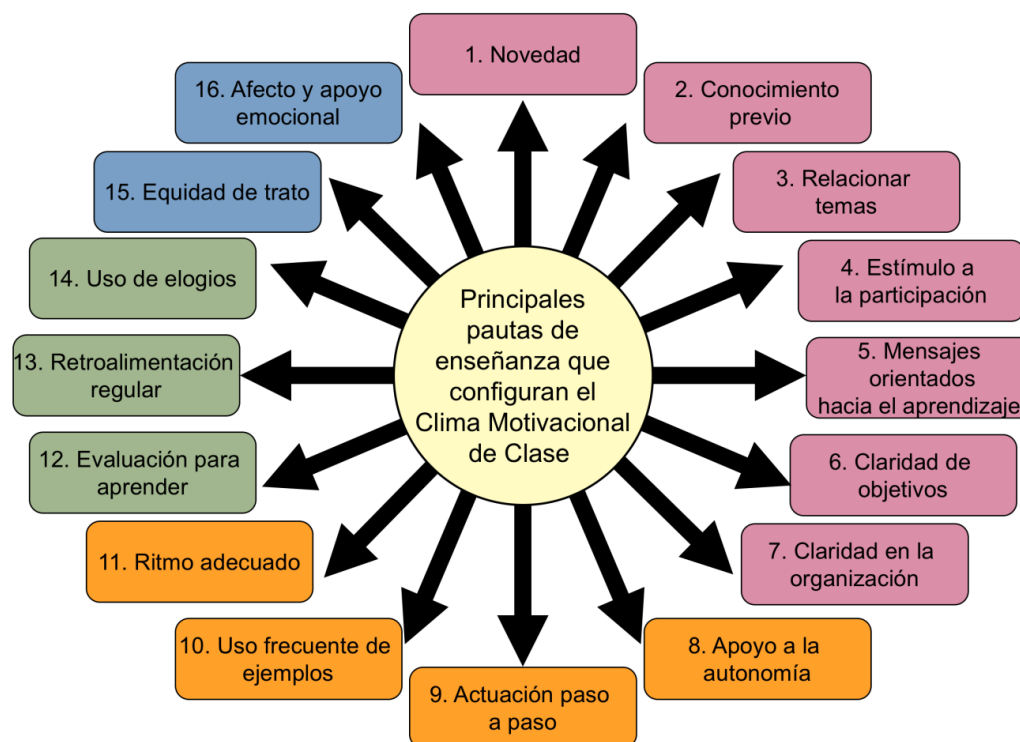 1. Novedad
2. Conocimiento
previo
3. Relacionar
temas
4. Estímulo a
la participación
5. Mensajes
orientados
hacia el aprendizaje
6. Claridad de
objetivos
7. Claridad en la
organización
8. Apoyo a la
autonomía
9. Actuación paso
a paso
10. Uso frecuente de
ejemplos
11. Ritmo adecuado
12. Evaluación para
aprender
13. Retroalimentación
regular
14. Uso de elogios
15. Equidad de trato
16. Afecto y apoyo
emocional
Principales
pautas de
enseñanza que
configuran el
Clima Motivacional
de Clase